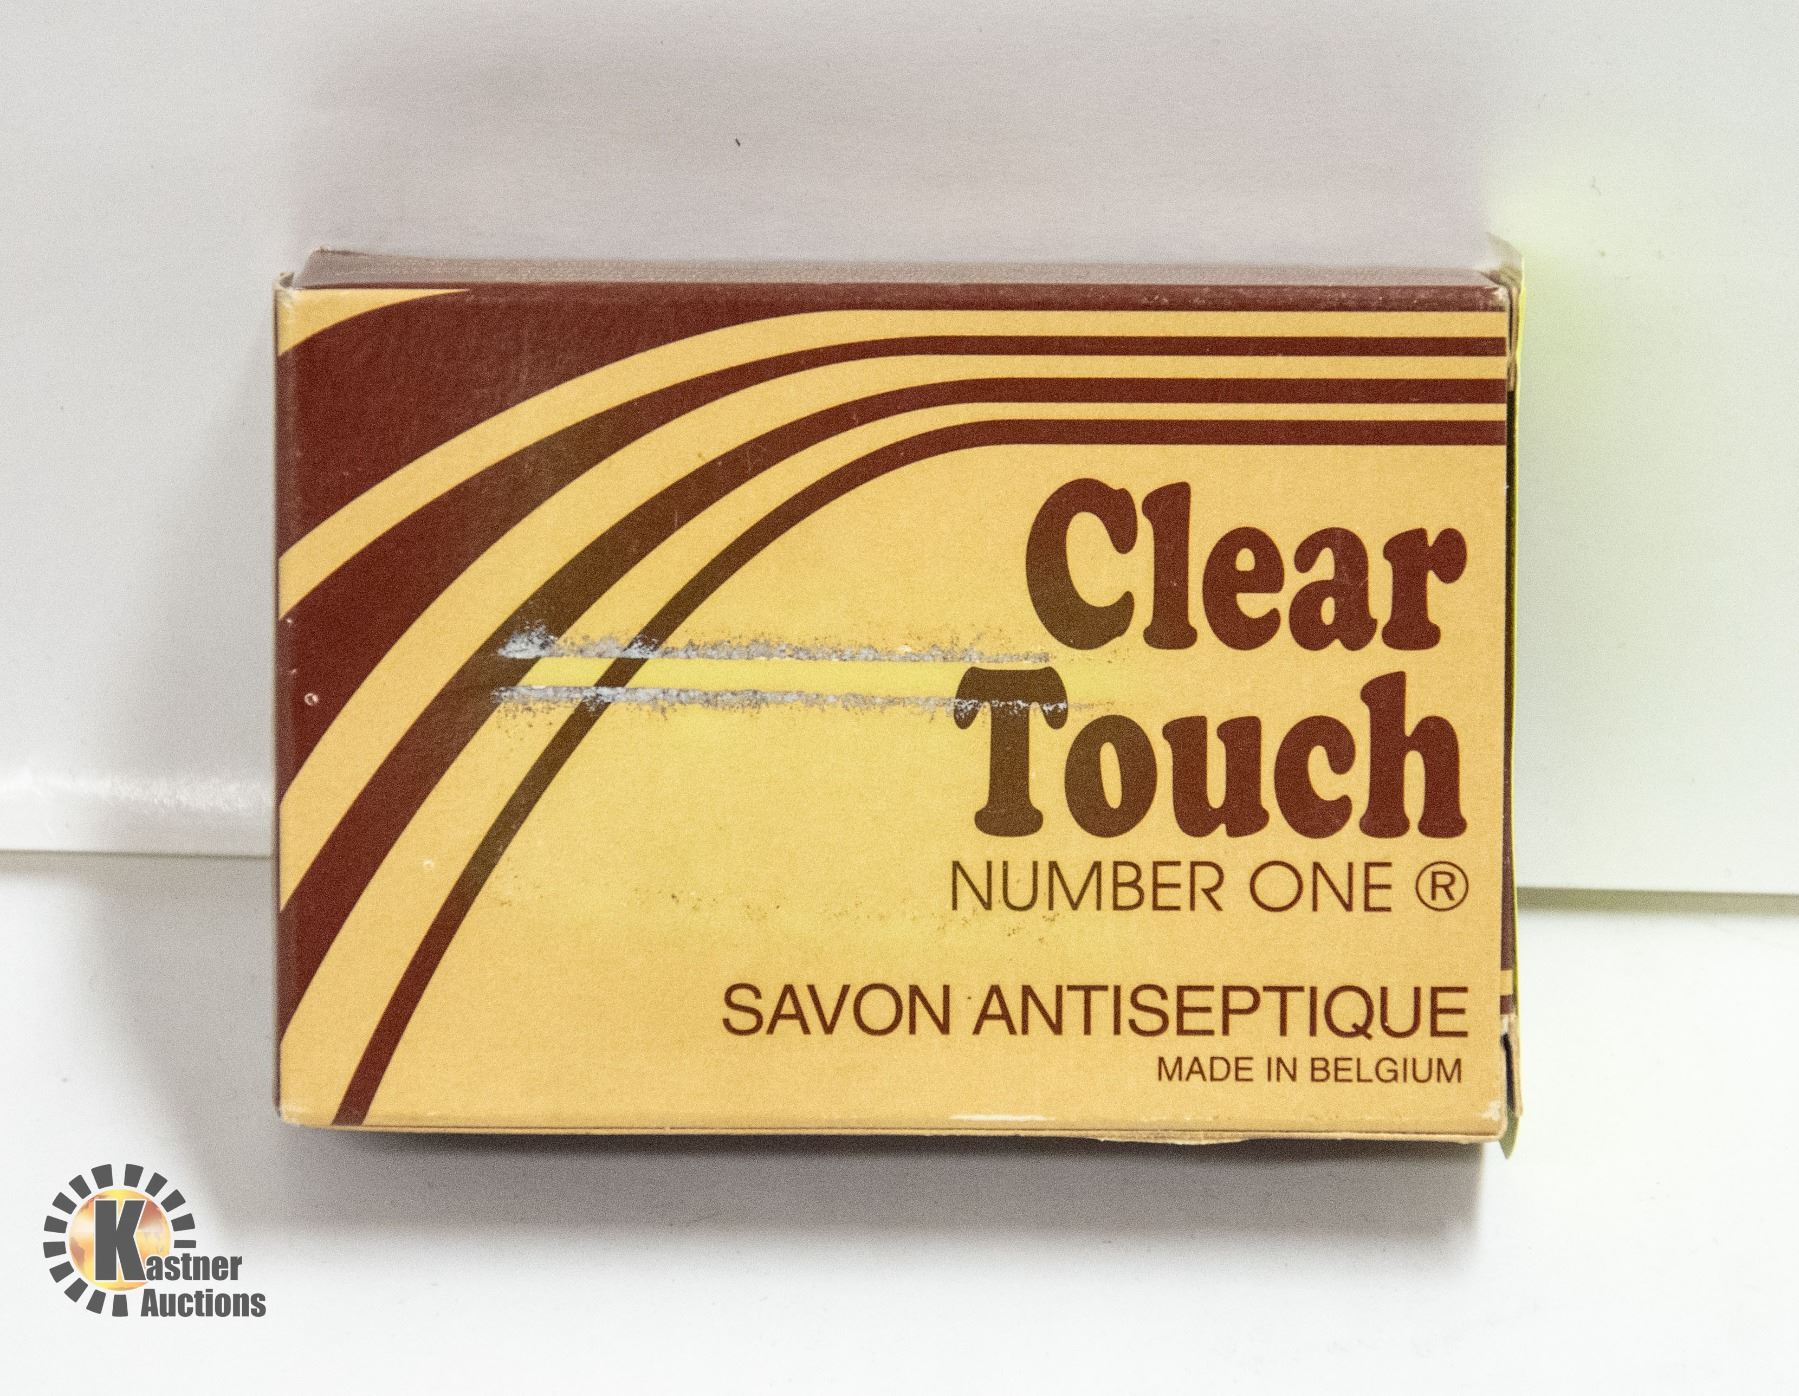 Clear
Touch
NUMBER ONE ®
SAVON ANTISEPTIQUE
MADE IN BELGIUM
Kastner
Auctions